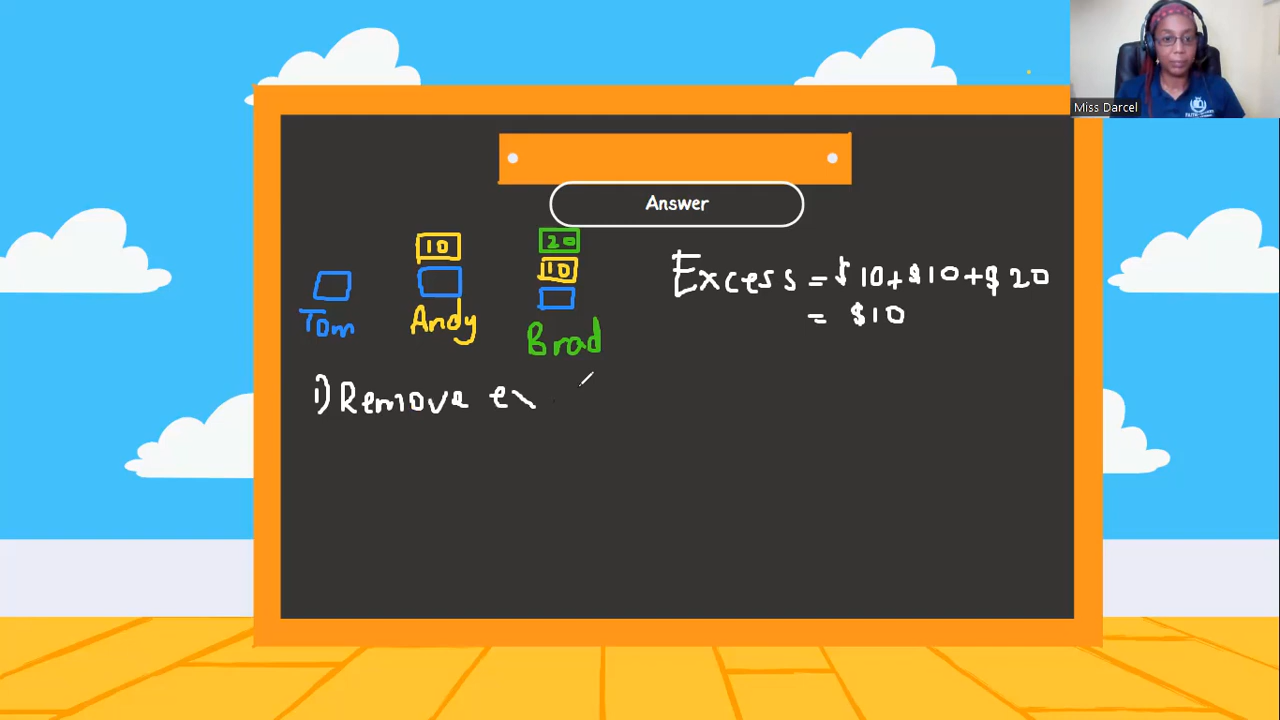 Miss Darcel
Answer
10
20
10
Tom
Andy
Brad
Excess = $10+$10+$20
= $10
1) Remove ex